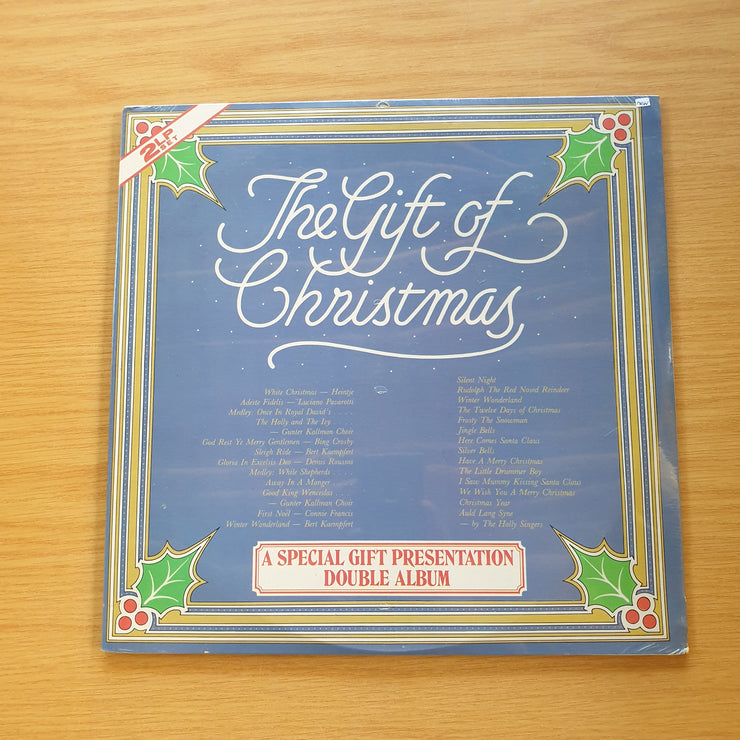 2LP
SET
The Gift of
Christmas
White Christmas — Heintje
Adeste Fidelis — Luciano Pavarotti
Medley: Once In Royal David's
The Holly and The Ivy
— Gunter Kallman Choir
God Rest Ye Merry Gentlemen — Bing Crosby
Sleigh Ride — Bert Kaempfert
Gloria In Excelsis Deo — Demis Roussos
Medley: While Shepherds . . .
Away In A Manger . . . .
Good King Wenceslas . . .
— Gunter Kallman Choir
First Noël — Connie Francis
Winter Wonderland — Bert Kaempfert
Silent Night
Rudolph The Red Nosed Reindeer
Winter Wonderland
The Twelve Days of Christmas
Frosty The Snowman
Jingle Bells
Here Comes Santa Claus
Silver Bells
Have A Merry Christmas
The Little Drummer Boy
I Saw Mummy Kissing Santa Claus
We Wish You A Merry Christmas
Christmas Year
Auld Lang Syne
— by The Holly Singers
A SPECIAL GIFT PRESENTATION
DOUBLE ALBUM